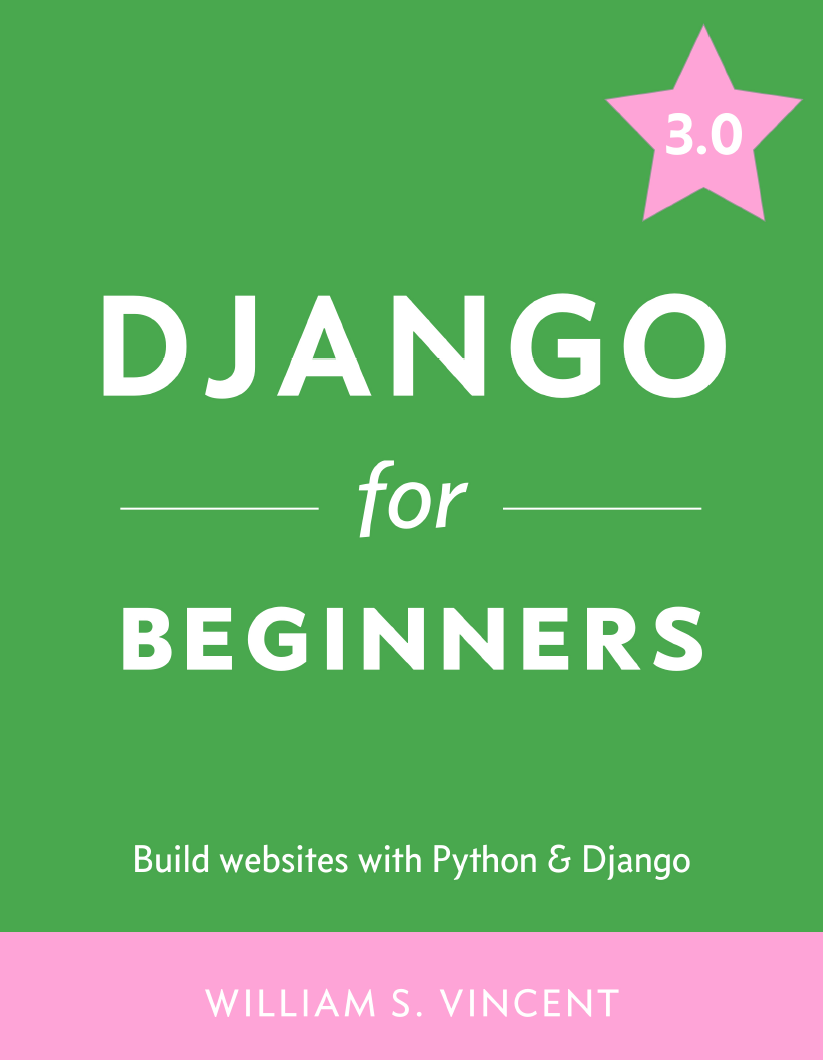 3.0
DJANGO
for
BEGINNERS
Build websites with Python & Django
WILLIAM S. VINCENT